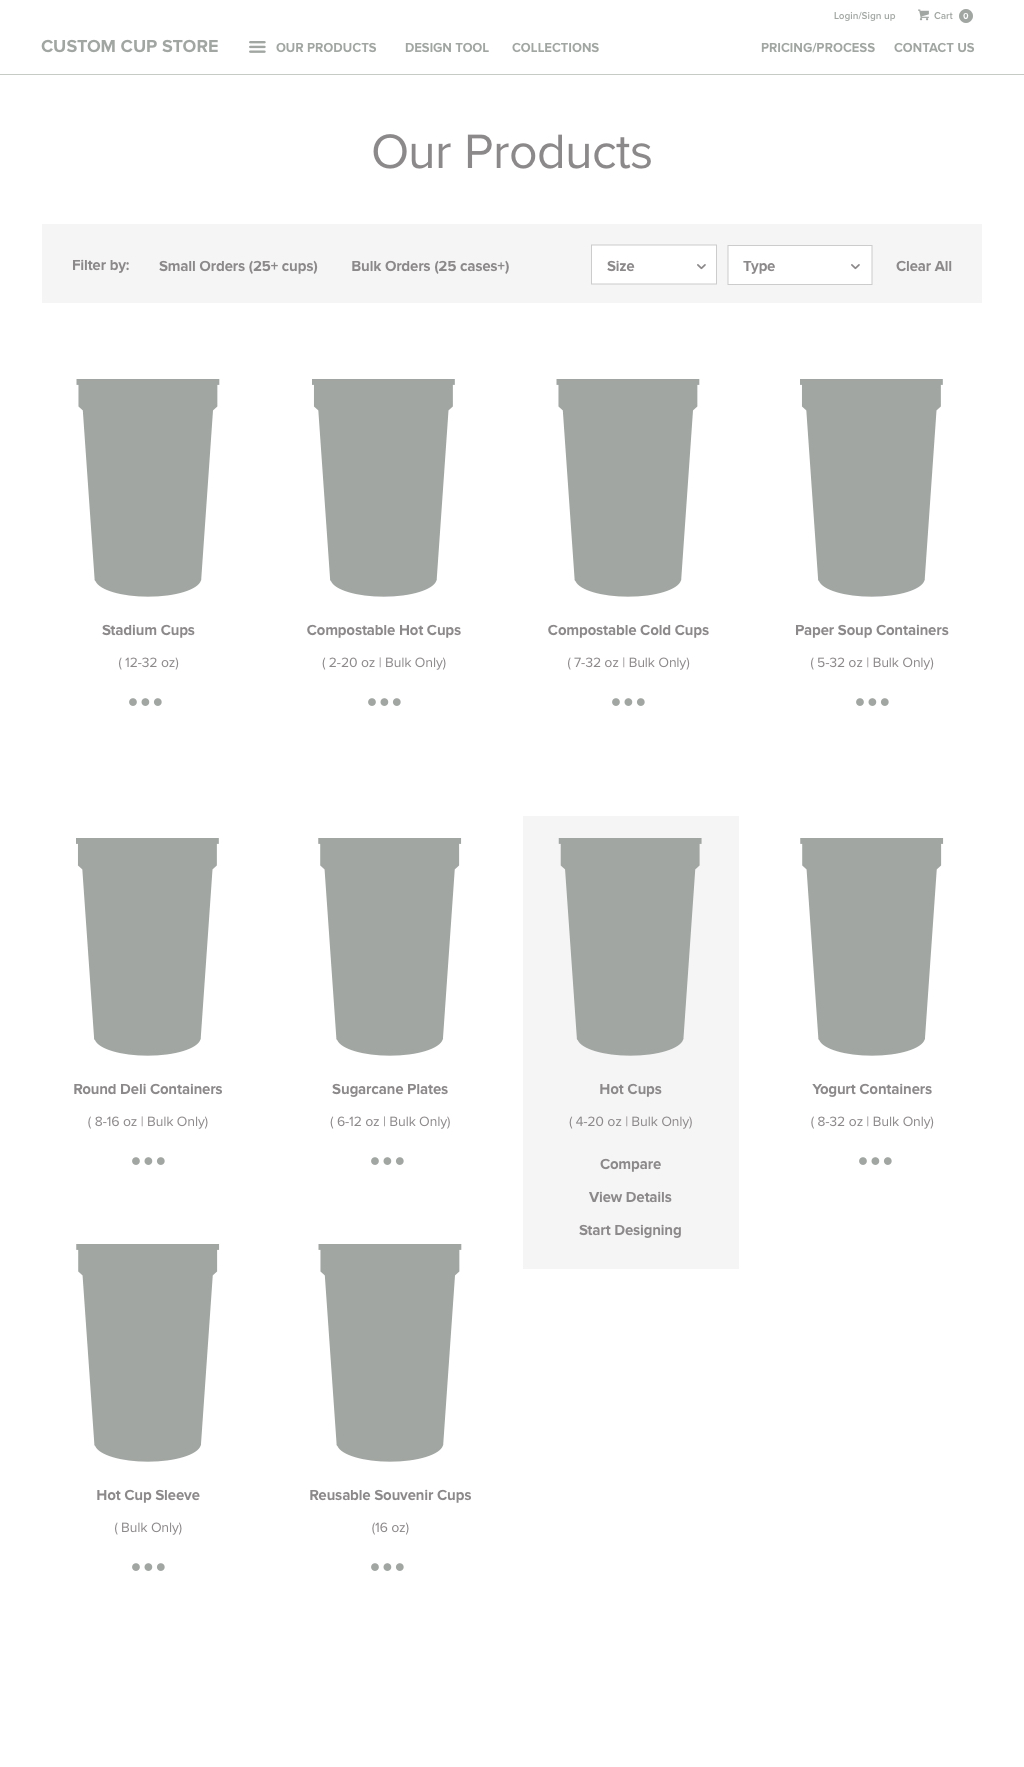 Login/Sign up Cart 0
CUSTOM CUP STORE OUR PRODUCTS DESIGN TOOL COLLECTIONS PRICING/PROCESS CONTACT US
Our Products
Filter by: Small Orders (25+ cups) Bulk Orders (25 cases+) Size Type Clear All
Stadium Cups
( 12-32 oz)
Compostable Hot Cups
( 2-20 oz | Bulk Only)
Compostable Cold Cups
( 7-32 oz | Bulk Only)
Paper Soup Containers
( 5-32 oz | Bulk Only)
Round Deli Containers
( 8-16 oz | Bulk Only)
Sugarcane Plates
( 6-12 oz | Bulk Only)
Hot Cups
( 4-20 oz | Bulk Only)
Compare
View Details
Start Designing
Yogurt Containers
( 8-32 oz | Bulk Only)
Hot Cup Sleeve
( Bulk Only)
Reusable Souvenir Cups
(16 oz)